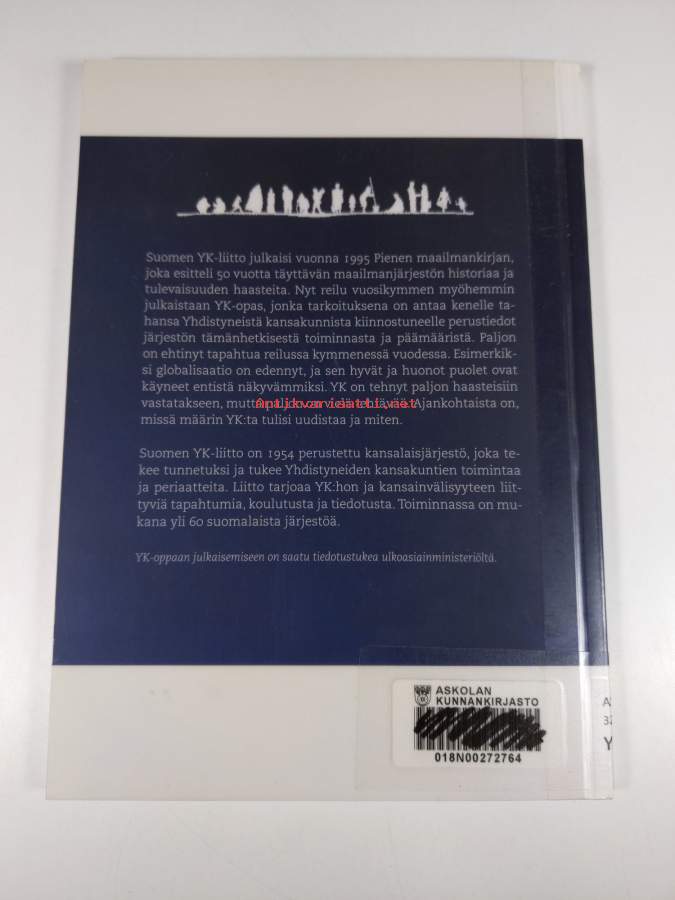 Suomen YK-liitto julkaisi vuonna 1995 Pienen maailmankirjan,
joka esitteli 50 vuotta täyttävän maailmanjärjestön historiaa ja
tulevaisuuden haasteita. Nyt reilu vuosikymmen myöhemmin
julkaistaan YK-opas, jonka tarkoituksena on antaa kenelle ta-
hansa Yhdistyneistä kansakunnista kiinnostuneelle perustiedot
järjestön tämänhetkisestä toiminnasta ja päämääristä. Paljon
on ehtinyt tapahtua reilussa kymmenessä vuodessa. Esimerkik-
si globalisaatio on edennyt, ja sen hyvät ja huonot puolet ovat
käyneet entistä näkyvämmiksi. YK on tehnyt paljon haasteisiin
vastatakseen, mutta paljon on vielä tehtävää. Ajankohtaista on,
missä määrin YK:ta tulisi uudistaa ja miten.
Suomen YK-liitto on 1954 perustettu kansalaisjärjestö, joka te-
kee tunnetuksi ja tukee Yhdistyneiden kansakuntien toimintaa
ja periaatteita. Liitto tarjoaa YK:hon ja kansainvälisyyteen liit-
tyviä tapahtumia, koulutusta ja tiedotusta. Toiminnassa on mu-
kana yli 60 suomalaista järjestöä.
YK-oppaan julkaisemiseen on saatu tiedotustukea ulkoasiainministeriöltä.
ASKOLAN
KUNNANKIRJASTO
018N00272764